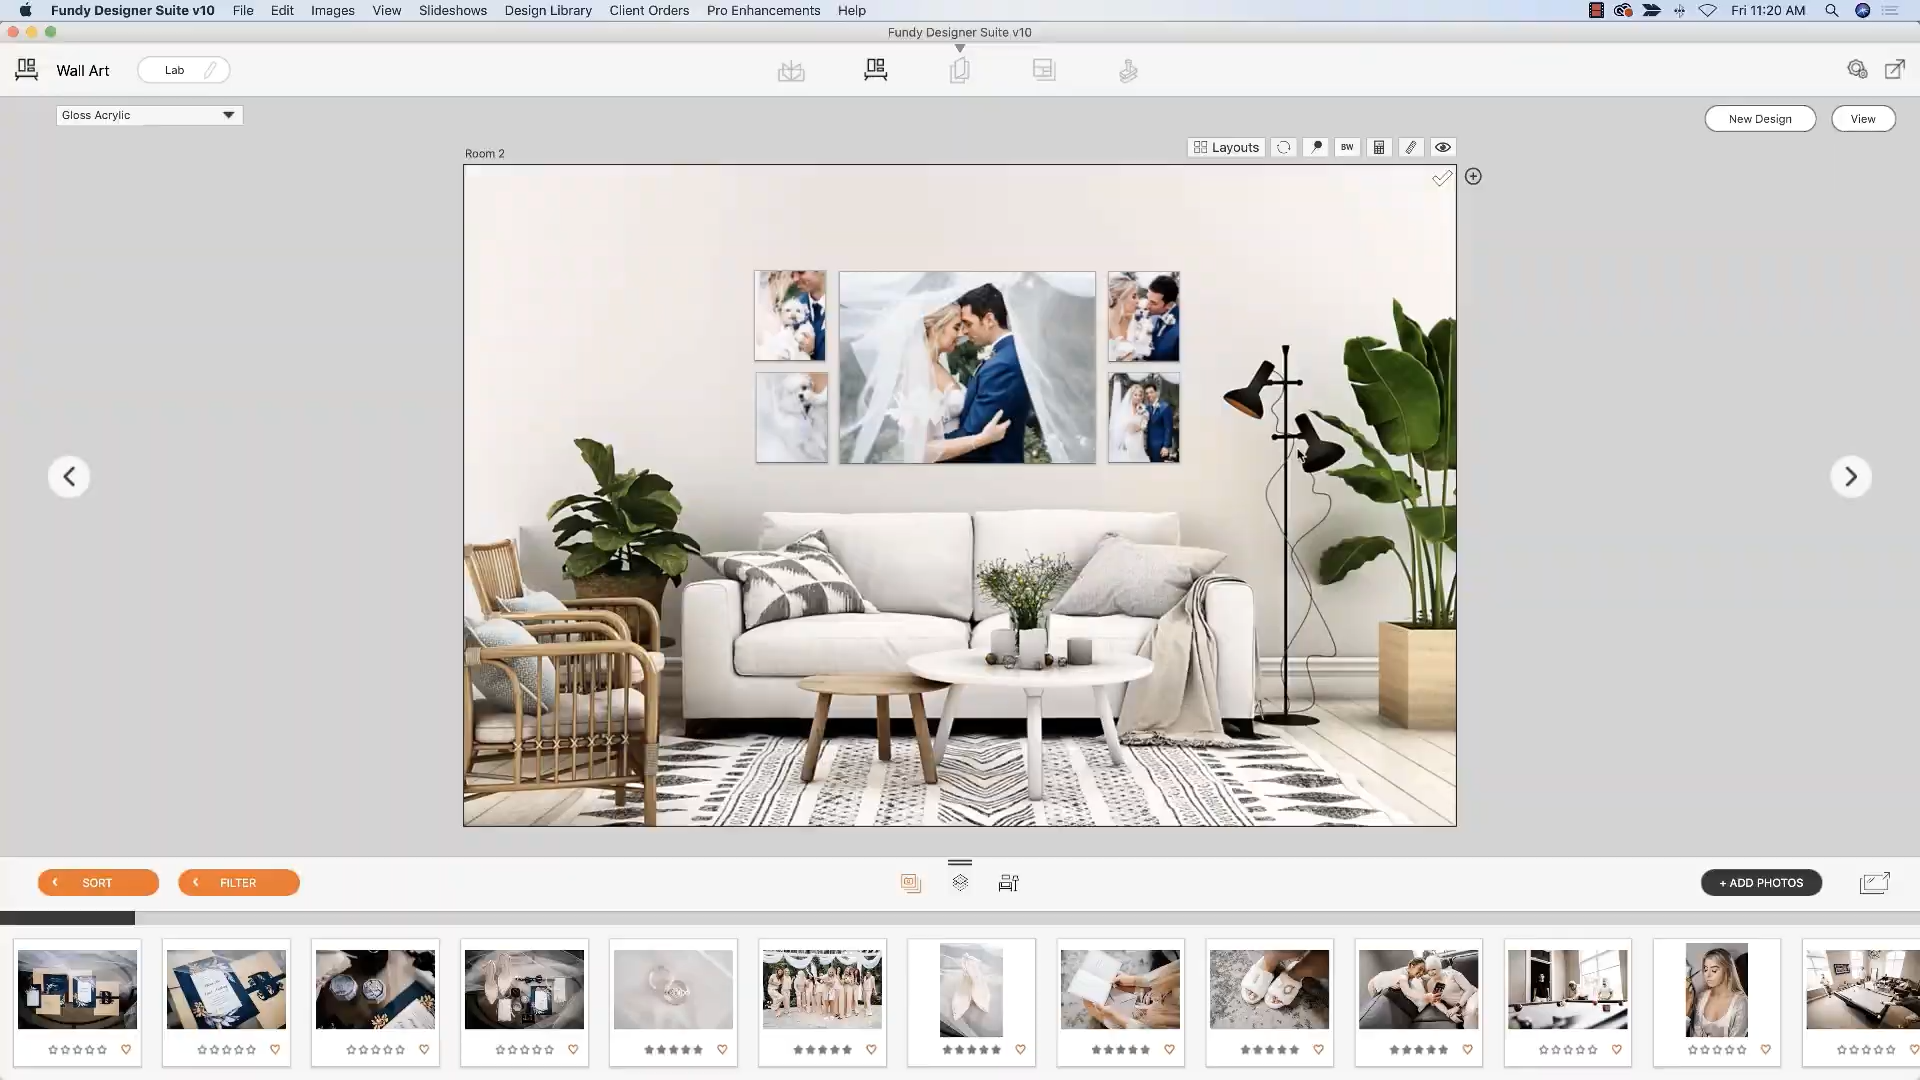 Fundy Designer Suite v10 File Edit Images View Slideshows Design Library Client Orders Pro Enhancements Help Fri 11:20 AM
Fundy Designer Suite v10
Wall Art Lab
Gloss Acrylic New Design View
Room 2 Layouts BW
SORT FILTER + ADD PHOTOS